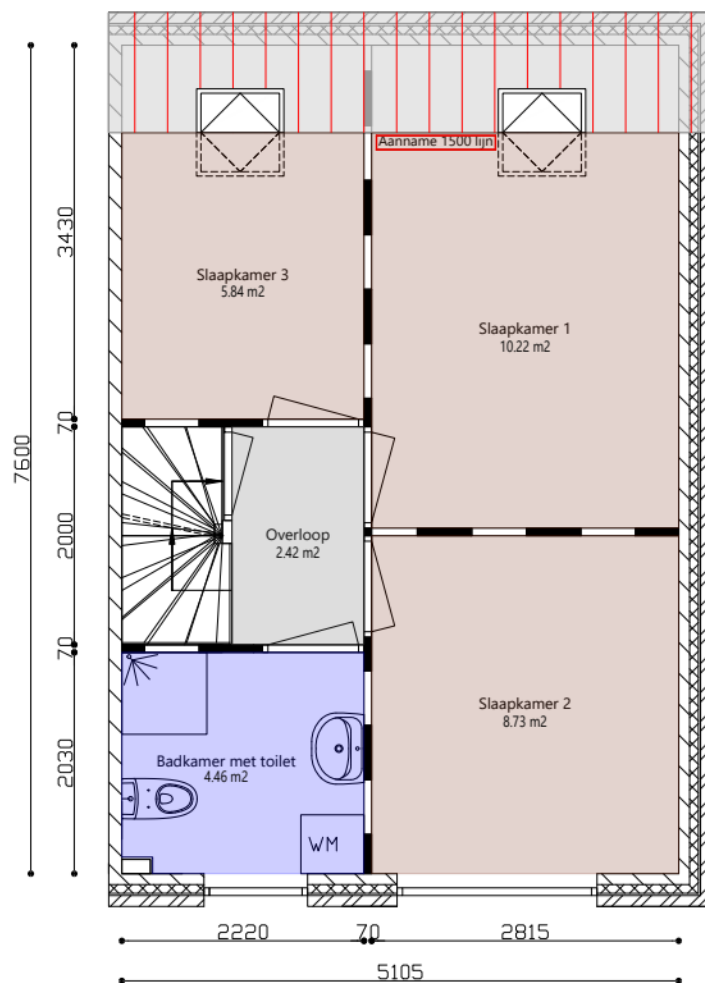 Aanname 1500 lijn
Slaapkamer 3
5.84 m2
Slaapkamer 1
10.22 m2
Overloop
2.42 m2
Slaapkamer 2
8.73 m2
Badkamer met toilet
4.46 m2
WM
7600
3430
70
2000
70
2030
2220
70
2815
5105